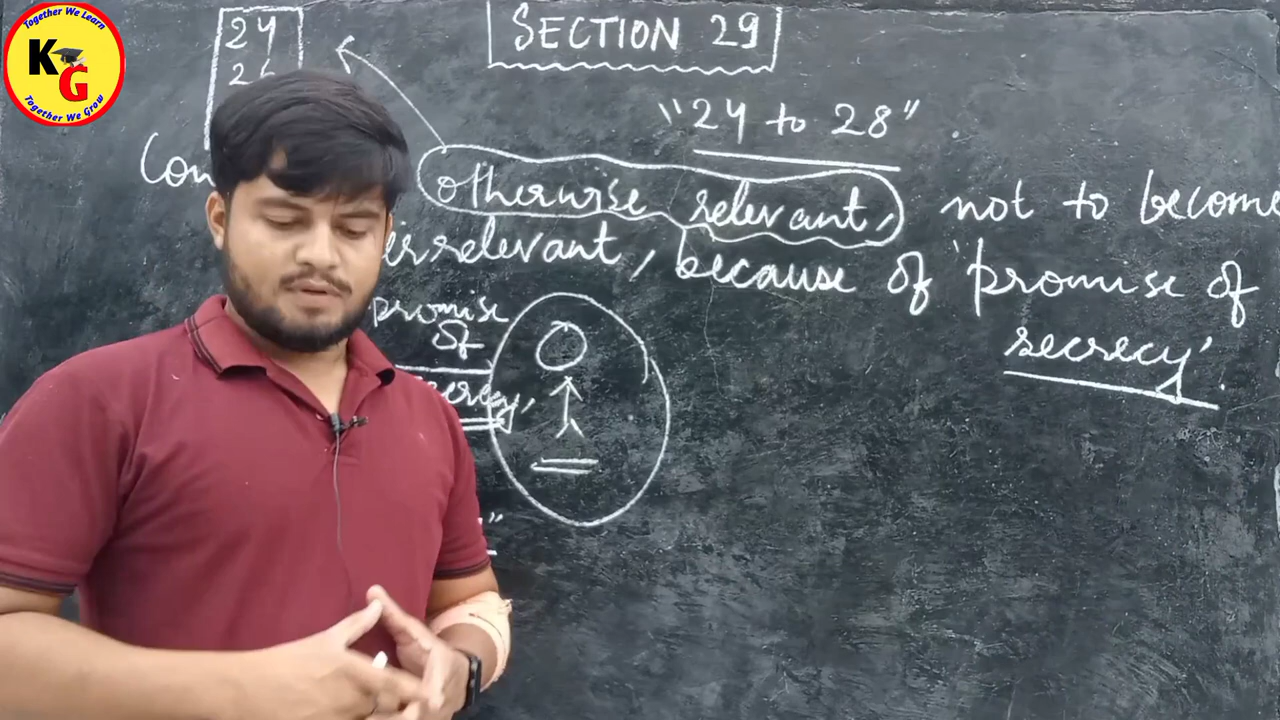 Together We Learn
KG
Together We Grow
SECTION 29
24
"24 to 28"
otherwise relevant, not to become
irrelevant, because of "promise of
secrecy'.
promise
of